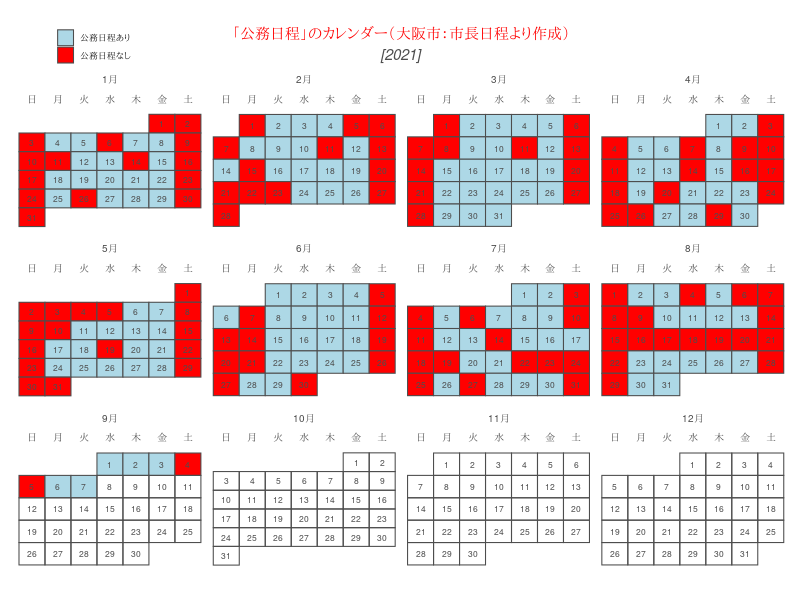 公務日程あり
公務日程なし
「公務日程」のカレンダー（大阪市：市長日程より作成）
[2021]
1月
日 月 火 水 木 金 土
1 2
3 4 5 6 7 8 9
10 11 12 13 14 15 16
17 18 19 20 21 22 23
24 25 26 27 28 29 30
31
2月
日 月 火 水 木 金 土
1 2 3 4 5 6
7 8 9 10 11 12 13
14 15 16 17 18 19 20
21 22 23 24 25 26 27
28
3月
日 月 火 水 木 金 土
1 2 3 4 5 6
7 8 9 10 11 12 13
14 15 16 17 18 19 20
21 22 23 24 25 26 27
28 29 30 31
4月
日 月 火 水 木 金 土
1 2 3
4 5 6 7 8 9 10
11 12 13 14 15 16 17
18 19 20 21 22 23 24
25 26 27 28 29 30
5月
日 月 火 水 木 金 土
1
2 3 4 5 6 7 8
9 10 11 12 13 14 15
16 17 18 19 20 21 22
23 24 25 26 27 28 29
30 31
6月
日 月 火 水 木 金 土
1 2 3 4 5
6 7 8 9 10 11 12
13 14 15 16 17 18 19
20 21 22 23 24 25 26
27 28 29 30
7月
日 月 火 水 木 金 土
1 2 3
4 5 6 7 8 9 10
11 12 13 14 15 16 17
18 19 20 21 22 23 24
25 26 27 28 29 30 31
8月
日 月 火 水 木 金 土
1 2 3 4 5 6 7
8 9 10 11 12 13 14
15 16 17 18 19 20 21
22 23 24 25 26 27 28
29 30 31
9月
日 月 火 水 木 金 土
1 2 3 4
5 6 7 8 9 10 11
12 13 14 15 16 17 18
19 20 21 22 23 24 25
26 27 28 29 30
10月
日 月 火 水 木 金 土
1 2
3 4 5 6 7 8 9
10 11 12 13 14 15 16
17 18 19 20 21 22 23
24 25 26 27 28 29 30
31
11月
日 月 火 水 木 金 土
1 2 3 4 5 6
7 8 9 10 11 12 13
14 15 16 17 18 19 20
21 22 23 24 25 26 27
28 29 30
12月
日 月 火 水 木 金 土
1 2 3 4
5 6 7 8 9 10 11
12 13 14 15 16 17 18
19 20 21 22 23 24 25
26 27 28 29 30 31